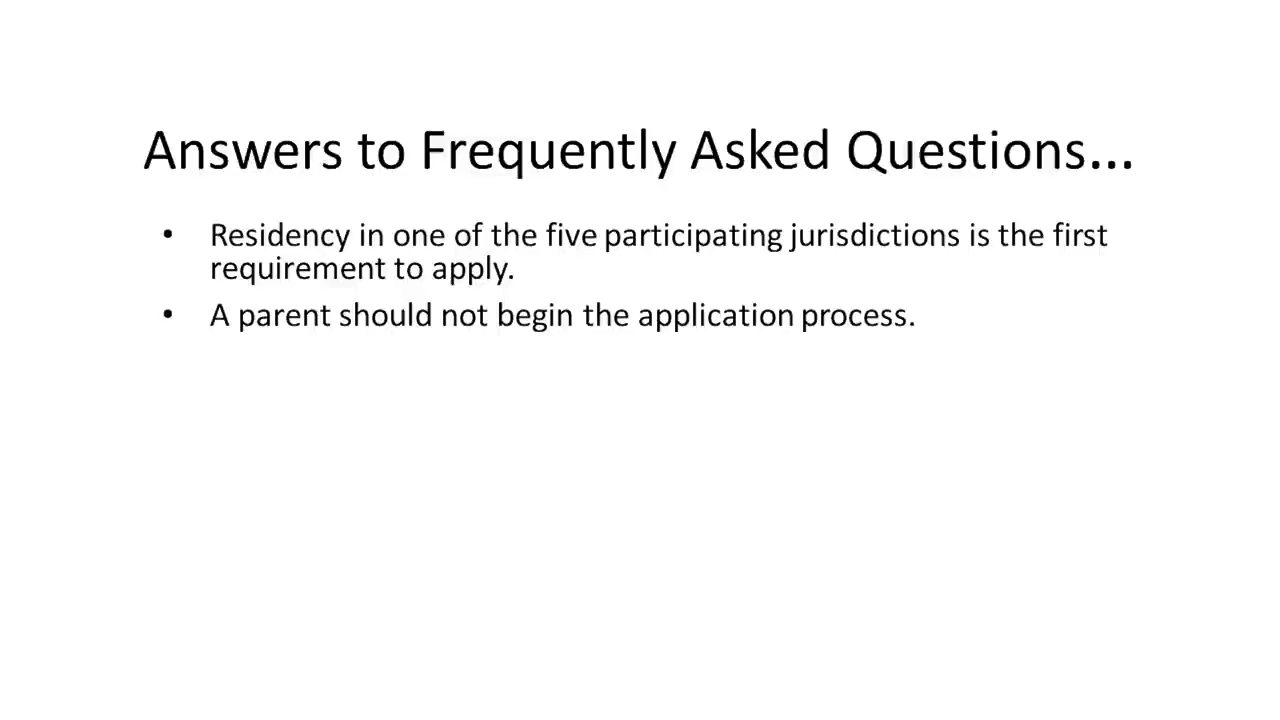 Answers to Frequently Asked Questions...
• Residency in one of the five participating jurisdictions is the first
requirement to apply.
• A parent should not begin the application process.